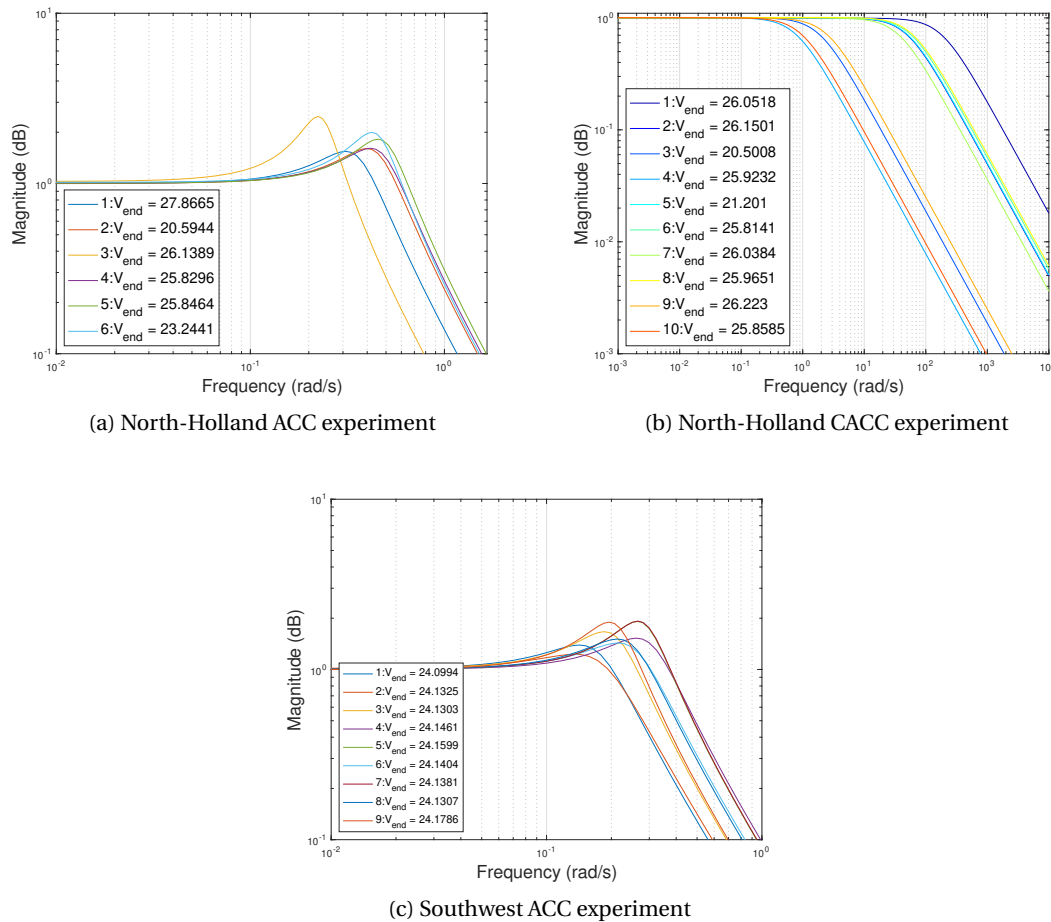 10^1
10^0
10^-1
Magnitude (dB)
1:V_end = 27.8665
2:V_end = 20.5944
3:V_end = 26.1389
4:V_end = 25.8296
5:V_end = 25.8464
6:V_end = 23.2441
10^-2 10^-1 10^0
Frequency (rad/s)
(a) North-Holland ACC experiment
10^0
10^-1
10^-2
10^-3
Magnitude (dB)
1:V_end = 26.0518
2:V_end = 26.1501
3:V_end = 20.5008
4:V_end = 25.9232
5:V_end = 21.201
6:V_end = 25.8141
7:V_end = 26.0384
8:V_end = 25.9651
9:V_end = 26.223
10:V_end = 25.8585
10^-3 10^-2 10^-1 10^0 10^1 10^2 10^3 10
Frequency (rad/s)
(b) North-Holland CACC experiment
10^1
10^0
10^-1
Magnitude (dB)
1:V_end = 24.0994
2:V_end = 24.1325
3:V_end = 24.1303
4:V_end = 24.1461
5:V_end = 24.1599
6:V_end = 24.1404
7:V_end = 24.1381
8:V_end = 24.1307
9:V_end = 24.1786
10^-2 10^-1 10^0
Frequency (rad/s)
(c) Southwest ACC experiment